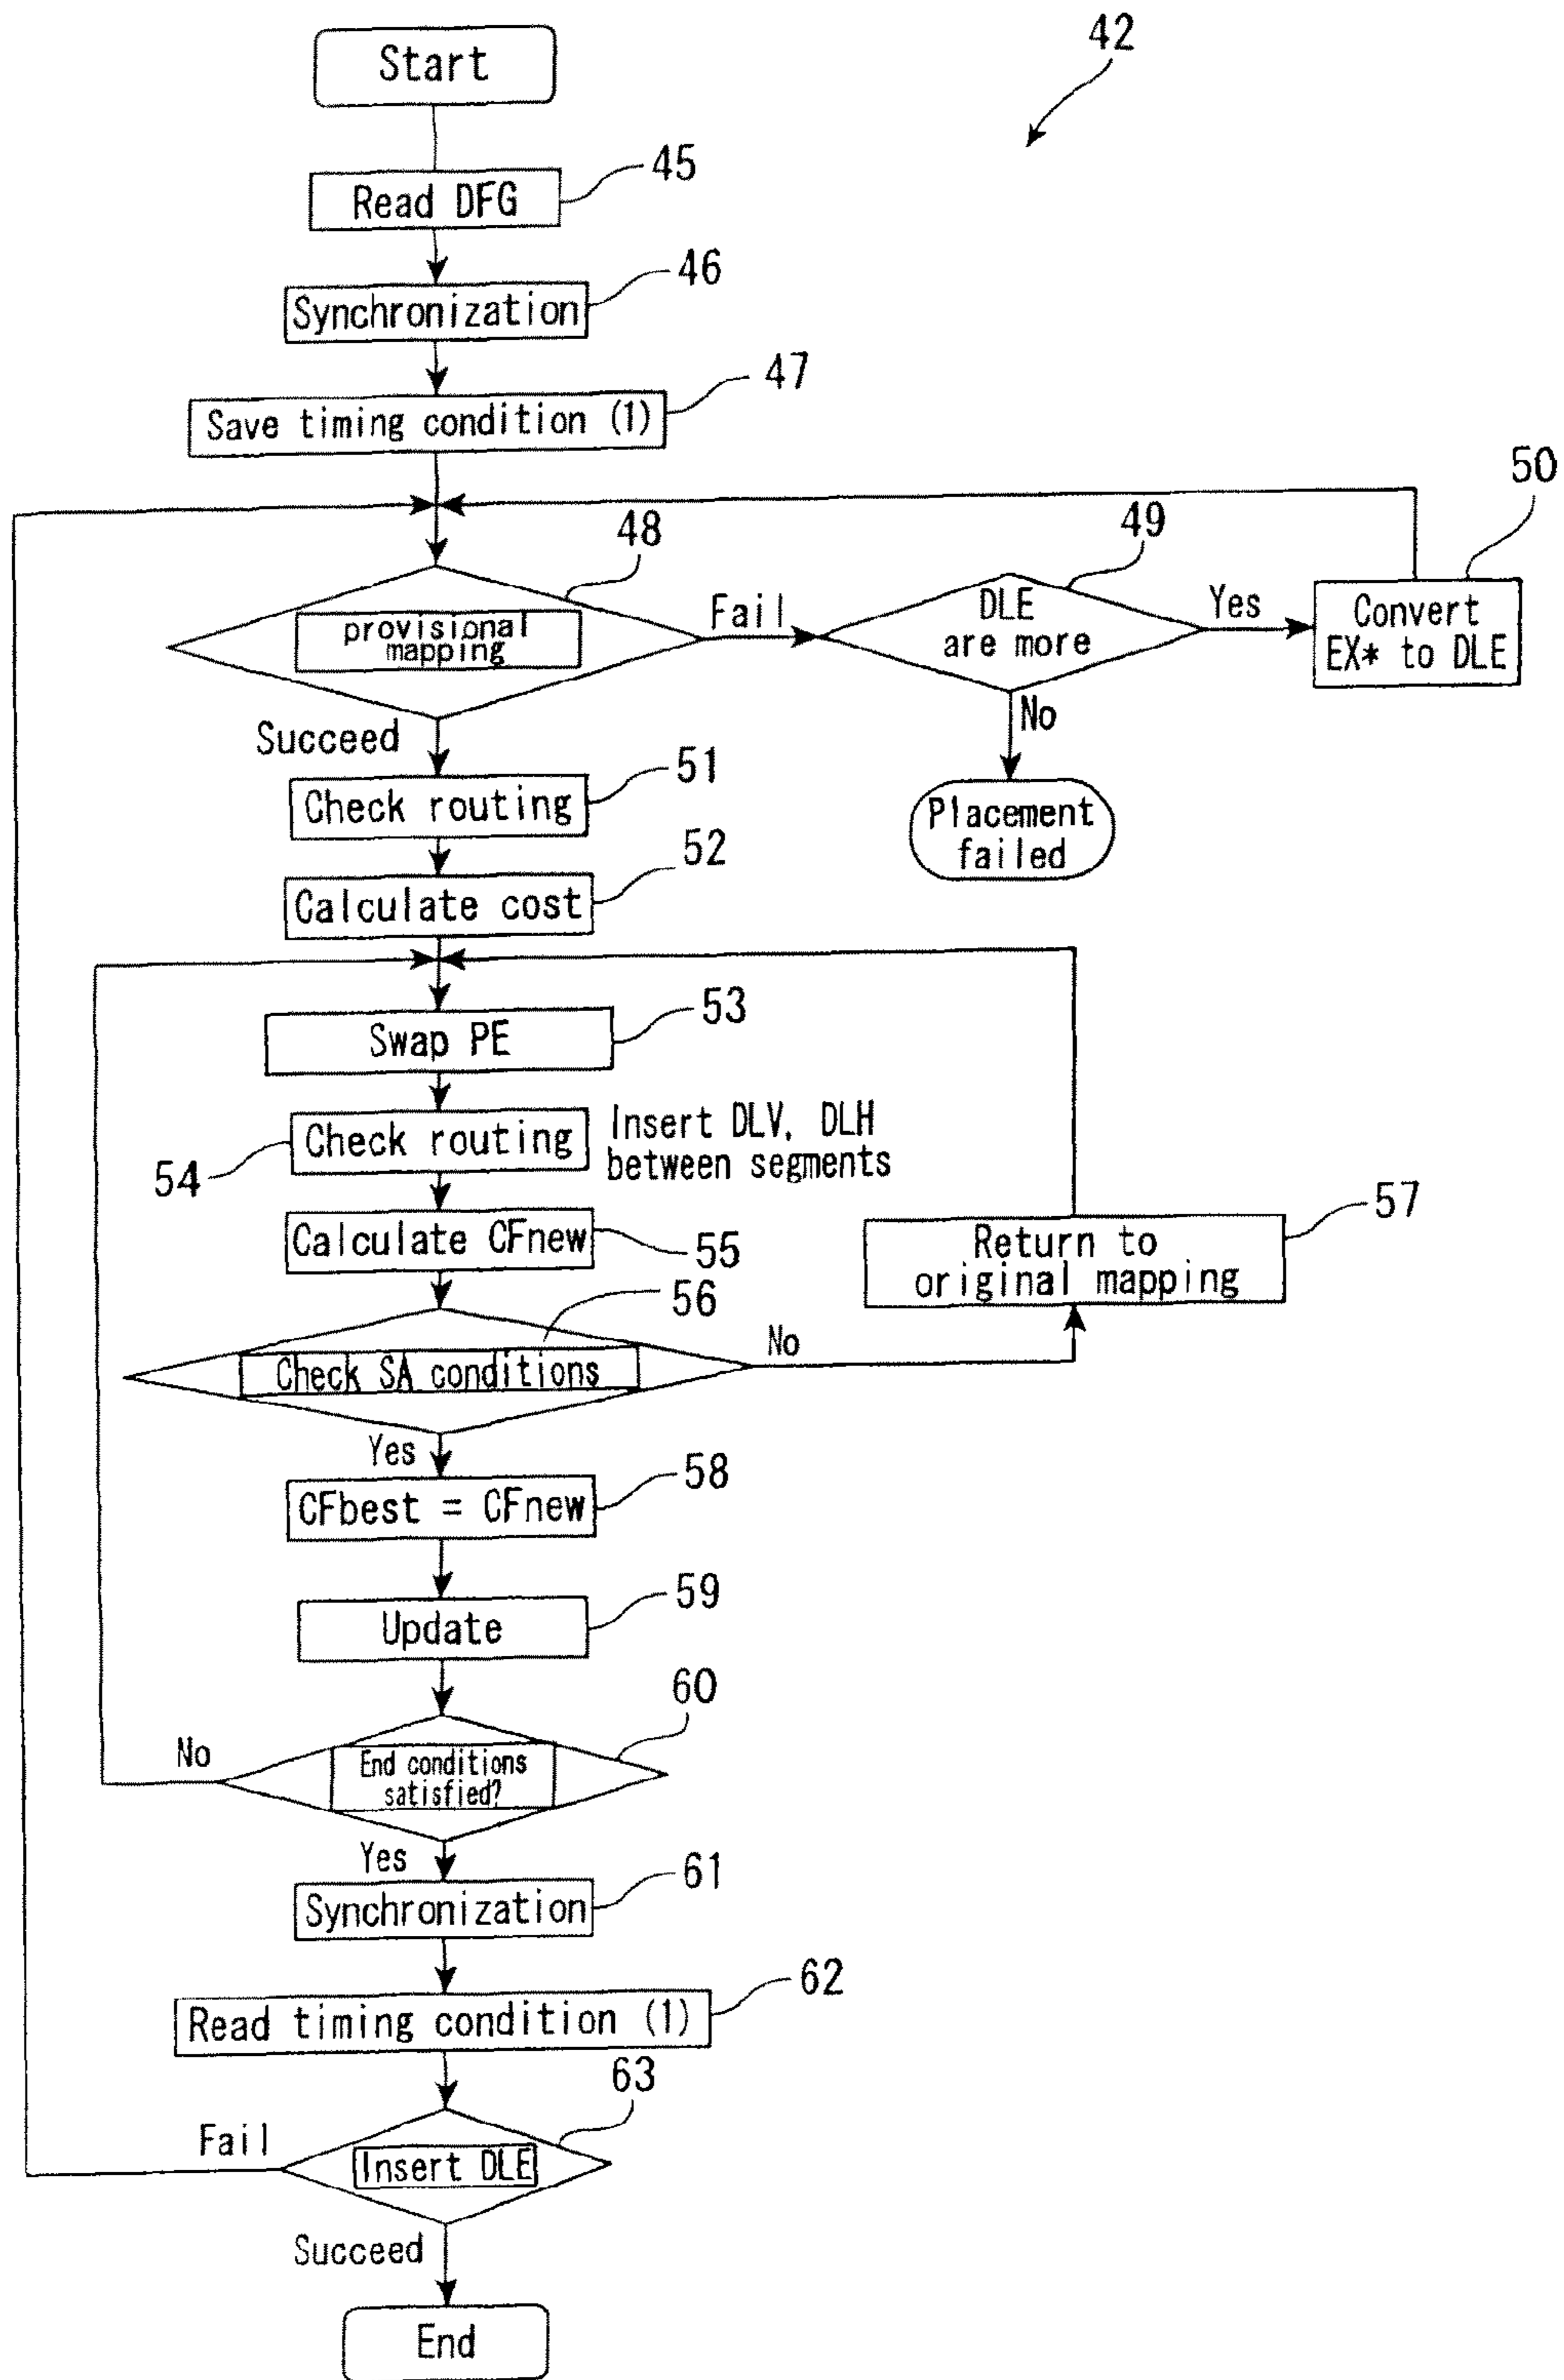 42
Start
45
Read DFG
46
Synchronization
47
Save timing condition (1)
50
48
49
provisional
mapping
Fail
DLE
are more
Yes
Convert
EX* to DLE
No
Succeed
51
Check routing
Placement
failed
52
Calculate cost
53
Swap PE
54
Check routing
Insert DLV, DLH
between segments
55
Calculate CFnew
57
Return to
original mapping
56
Check SA conditions
No
Yes
58
CFbest = CFnew
59
Update
60
No
End conditions
satisfied?
Yes
61
Synchronization
62
Read timing condition (1)
63
Fail
Insert DLE
Succeed
End